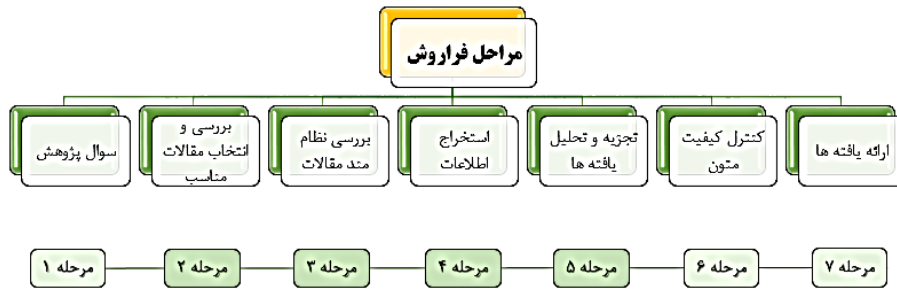 مراحل فراروش
سوال پژوهش
بررسی و
انتخاب مقالات
مناسب
بررسی نظام
مند مقالات
استخراج
اطلاعات
تجزیه و تحلیل
یافته ها
کنترل کیفیت
متون
ارائه یافته ها
مرحله ۱
مرحله ۲
مرحله ۳
مرحله ۴
مرحله ۵
مرحله ۶
مرحله ۷